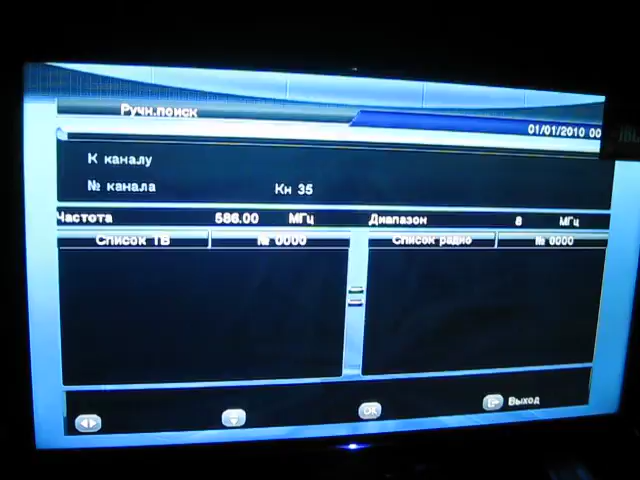 Ручн.поиск
01/01/2010 00
К каналу
№ канала Кн 35
Частота 586.00 МГц Диапазон 8 МГц
Список ТВ № 0000 Список радио № 0000
OK Выход